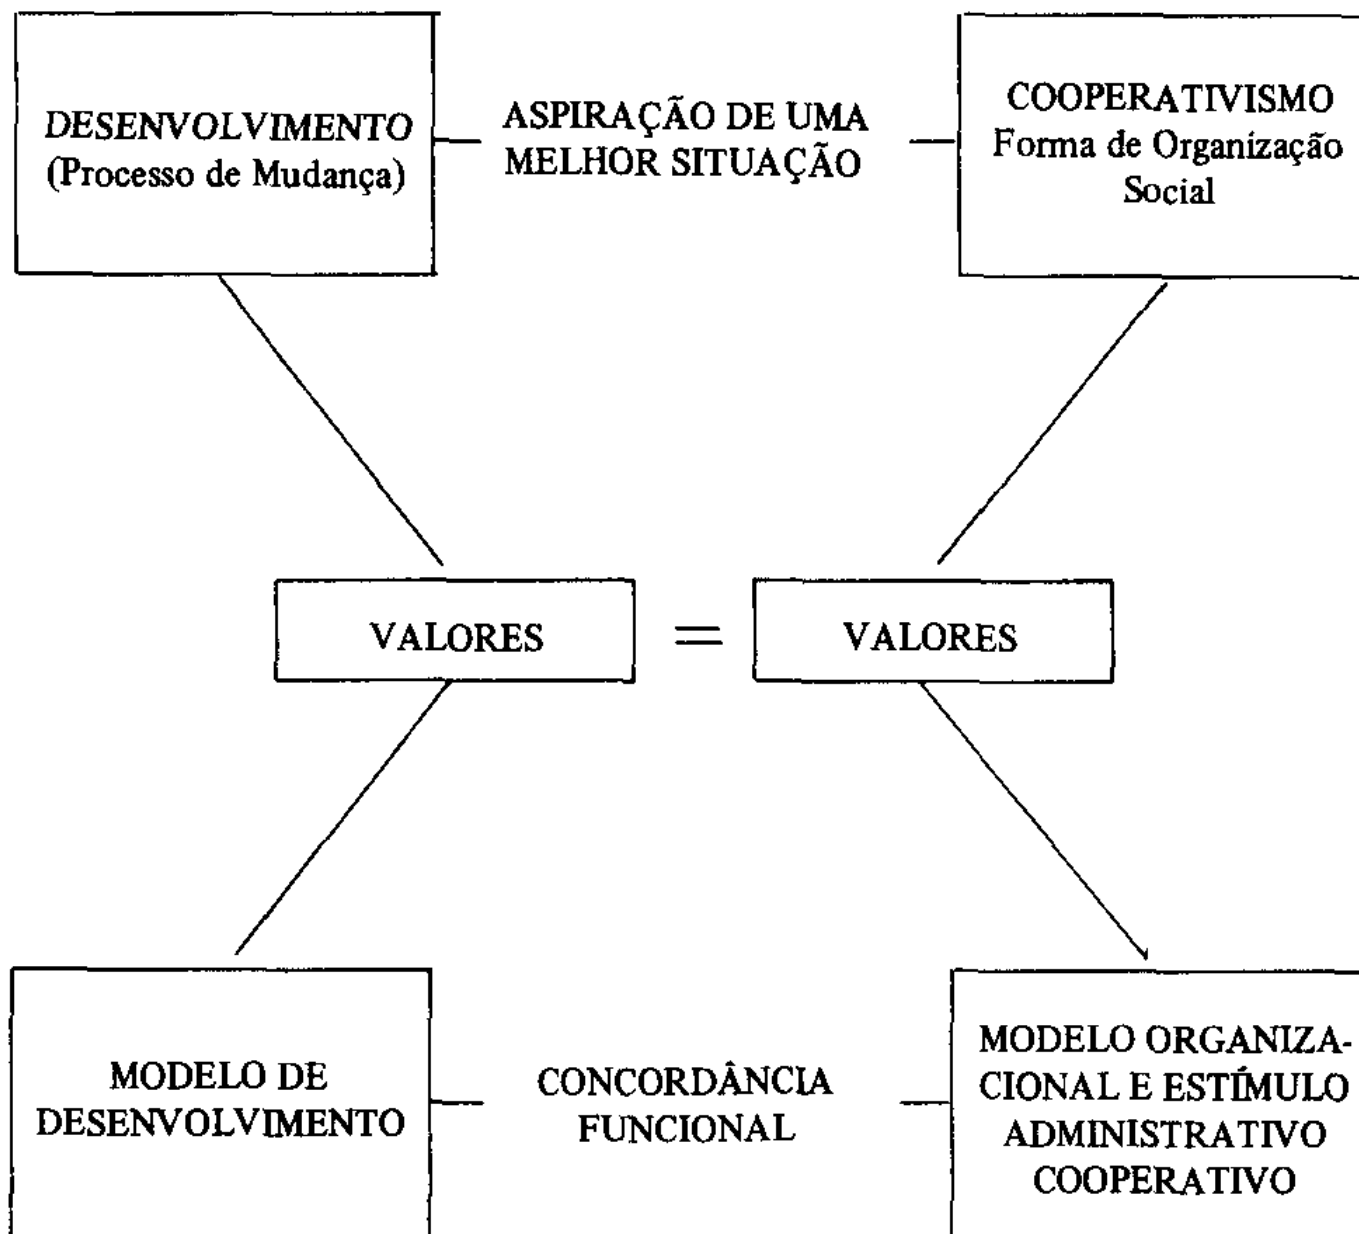 DESENVOLVIMENTO
(Processo de Mudança)
ASPIRAÇÃO DE UMA
MELHOR SITUAÇÃO
COOPERATIVISMO
Forma de Organização
Social
VALORES
=
VALORES
MODELO DE
DESENVOLVIMENTO
CONCORDÂNCIA
FUNCIONAL
MODELO ORGANIZA-
CIONAL E ESTÍMULO
ADMINISTRATIVO
COOPERATIVO